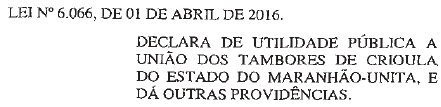 LEI Nº 6.066, DE 01 DE ABRIL DE 2016.
DECLARA DE UTILIDADE PÚBLICA A
UNIÃO DOS TAMBORES DE CRIOULA
DO ESTADO DO MARANHÃO-UNITA, E
DÁ OUTRAS PROVIDÊNCIAS.